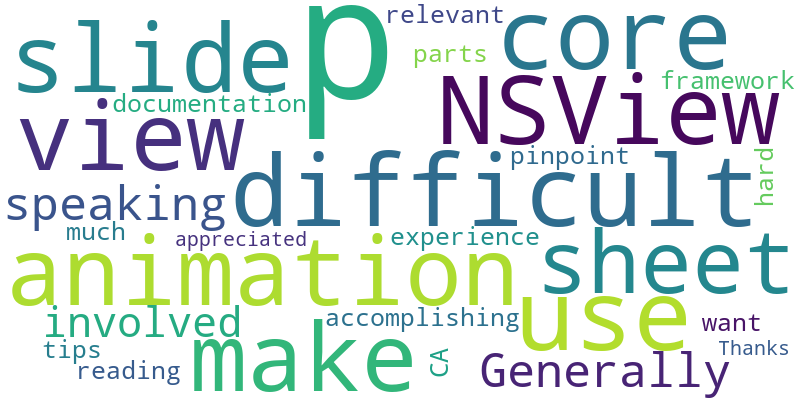 relevant
slide
p
core
parts
framework
documentation
view
NSView
pinpoint
hard
difficult
speaking
much
appreciated
experience
animation
sheet
involved
accomplishing
use
want
tips
make
CA
Thanks
reading
Generally